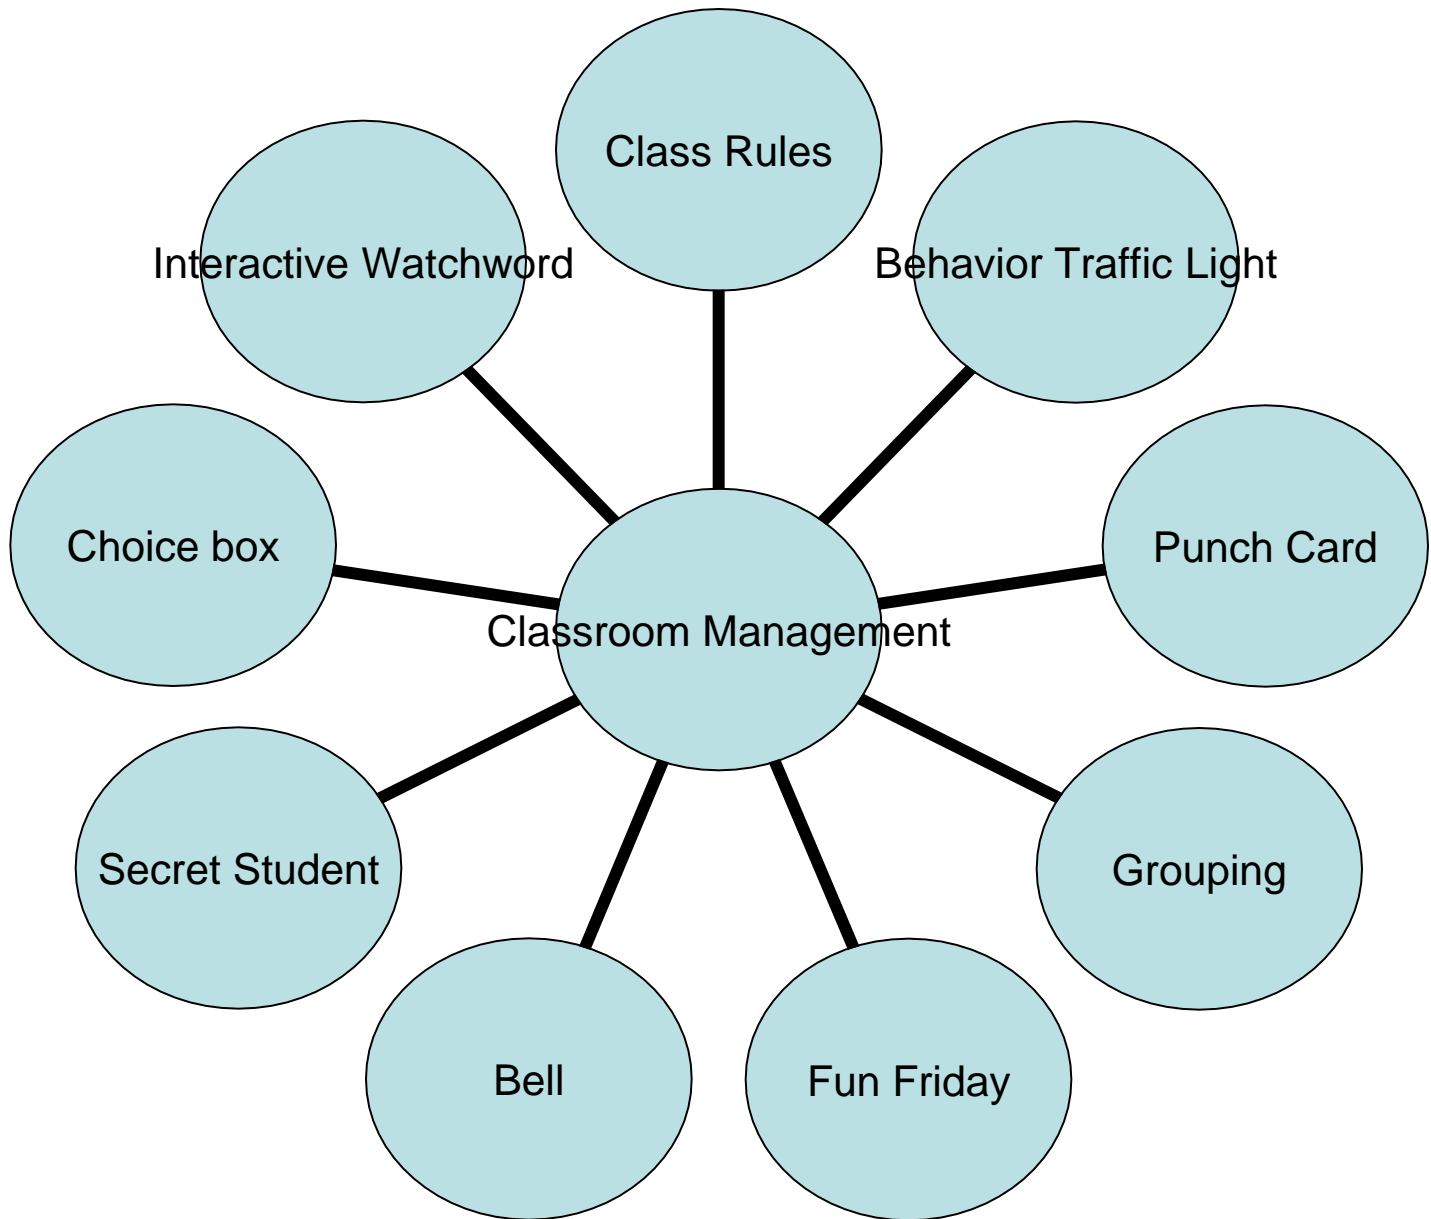 Class Rules
Interactive Watchword
Behavior Traffic Light
Choice box
Punch Card
Classroom Management
Secret Student
Grouping
Bell
Fun Friday